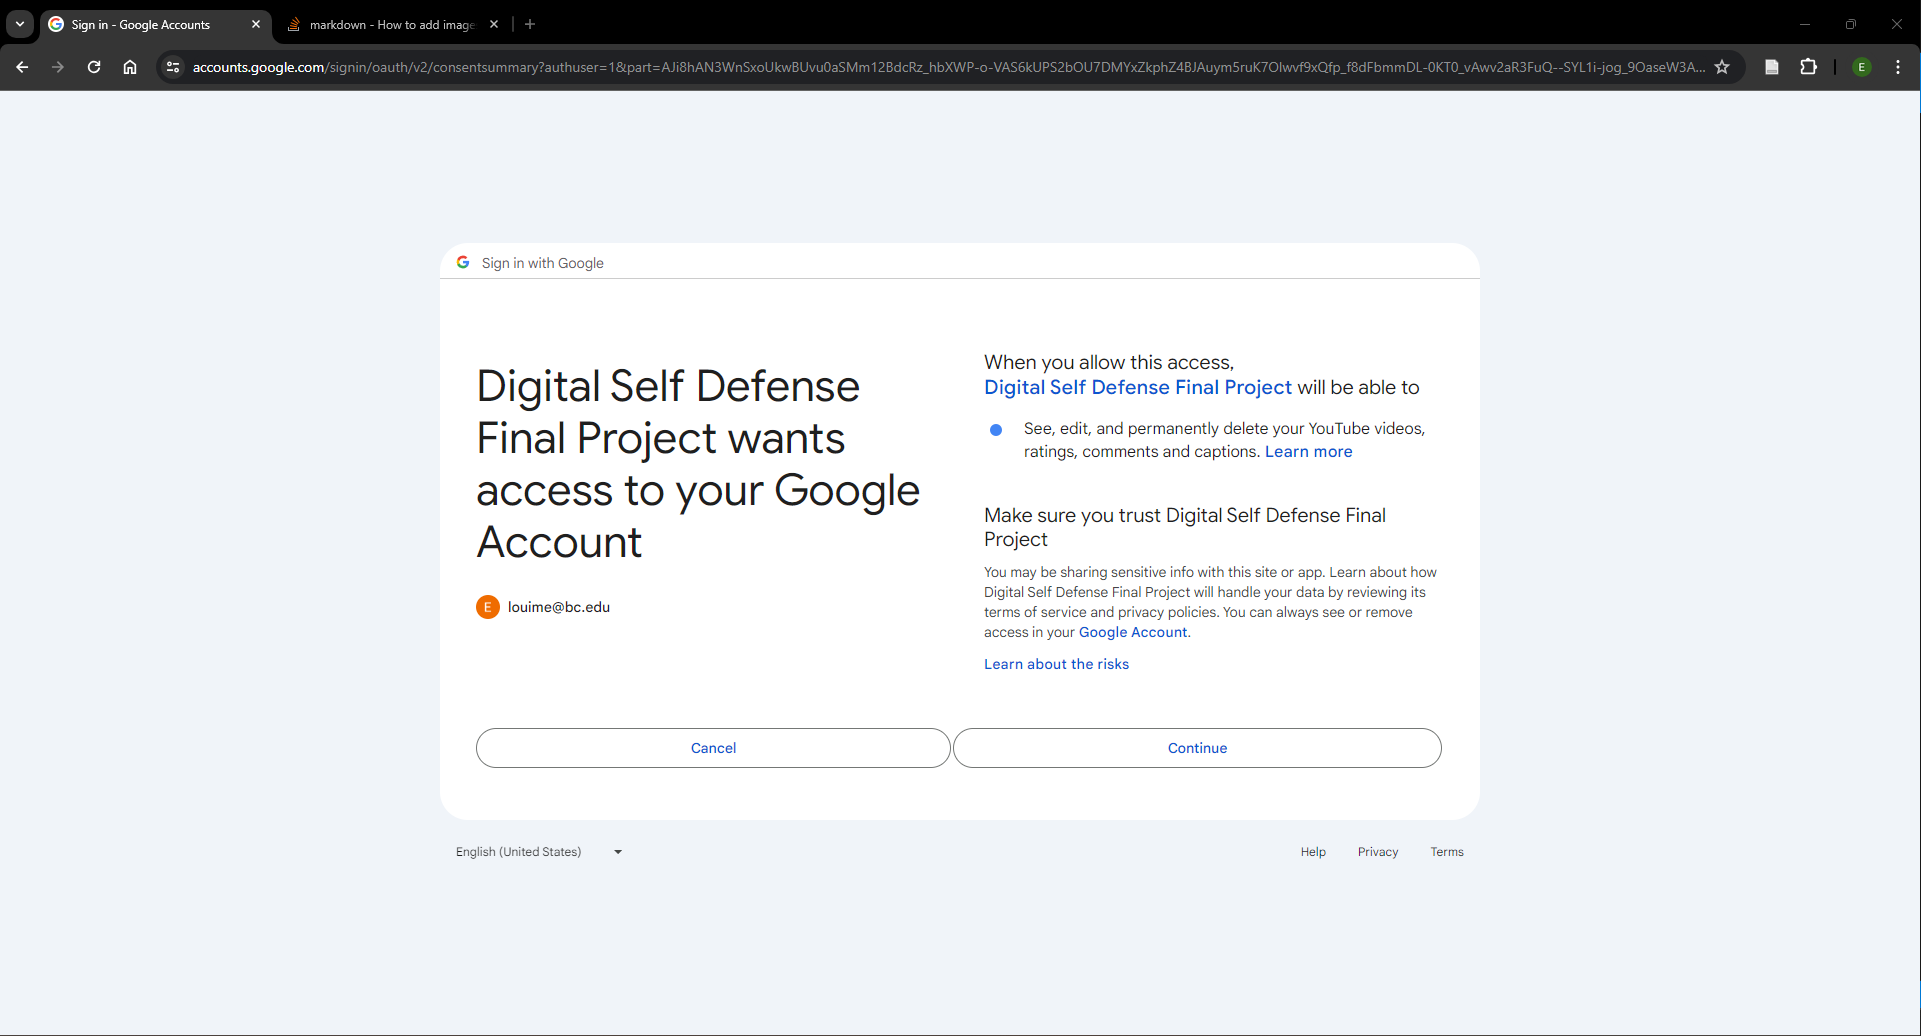 Sign in - Google Accounts
markdown - How to add image
accounts.google.com/signin/oauth/v2/consentsummary?authuser=1&part=AJi8hAN3WnSxoUkwBUvu0aSMm12BdcRz_hbXWP-o-VAS6kUPS2bOU7DMYxZkphZ4BJAuym5ruK7Olwvf9xQfp_f8dFbmmDL-0KT0_vAwv2aR3FuQ--SYL1i-jog_9OaseW3A...
E
Sign in with Google
Digital Self Defense
Final Project wants
access to your Google
Account
E louime@bc.edu
When you allow this access,
Digital Self Defense Final Project will be able to
See, edit, and permanently delete your YouTube videos,
ratings, comments and captions. Learn more
Make sure you trust Digital Self Defense Final
Project
You may be sharing sensitive info with this site or app. Learn about how
Digital Self Defense Final Project will handle your data by reviewing its
terms of service and privacy policies. You can always see or remove
access in your Google Account.
Learn about the risks
Cancel
Continue
English (United States)
Help
Privacy
Terms